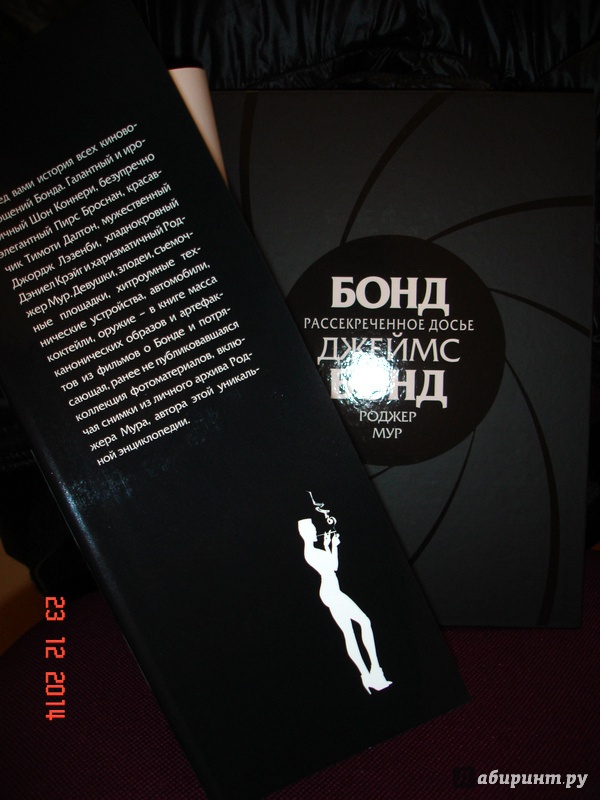 ед вами история всех киново-
ощений Бонда. Галантный и иро-
ичный Шон Коннери, безупречно
элегантный Пирс Броснан, красав-
чик Тимоти Далтон, мужественный
Джордж Лэзенби, хладнокровный
Дэниел Крэйг и харизматичный Род-
жер Мур. Девушки, злодеи, съемоч-
ные площадки, хитроумные тех-
нические устройства, автомобили,
коктейли, оружие – в книге масса
канонических образов и артефак-
тов из фильмов о Бонде и потря-
сающая, ранее не публиковавшаяся
коллекция фотоматериалов, вклю-
чая снимки из личного архива Род-
жера Мура, автора этой уникаль-
ной энциклопедии.
БОНД
РАССЕКРЕЧЕННОЕ ДОСЬЕ
ДЖЕЙМС
БОНД
РОДЖЕР
МУР
23 12 2014
Лабиринт.ру